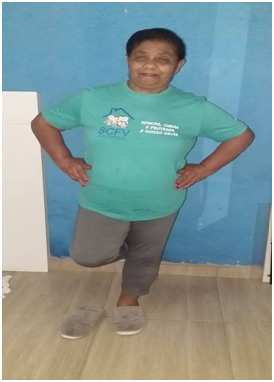 SCFV
EDUCAR, CUIDAR
E PROTEGER
É NOSSO DEVER